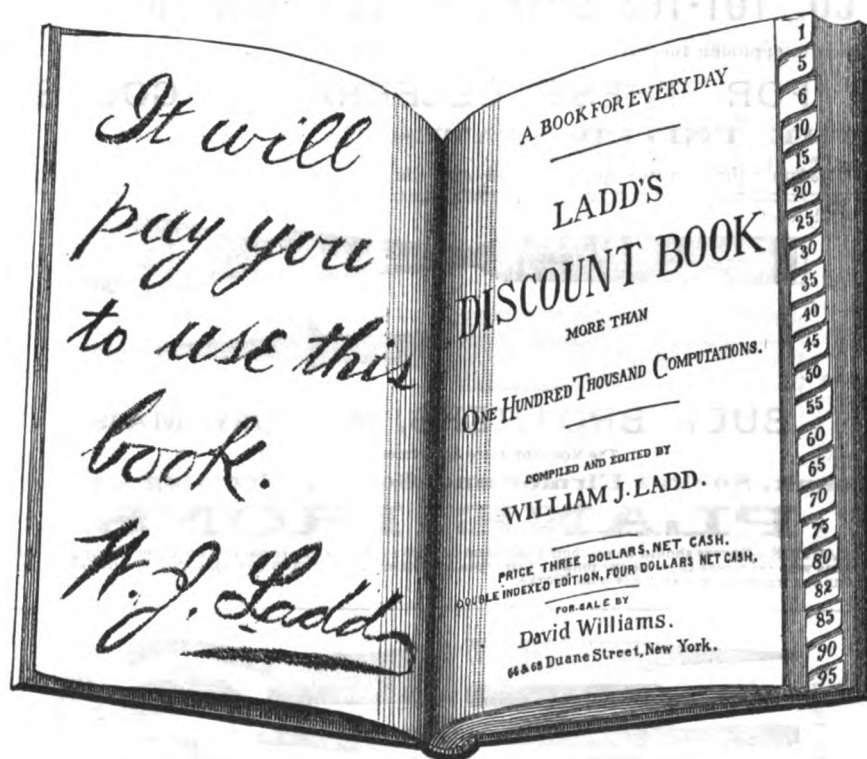 It will
pay you
to use this
book.
W. J. Ladd
A BOOK FOR EVERY DAY
LADD'S
DISCOUNT BOOK
MORE THAN
ONE HUNDRED THOUSAND COMPUTATIONS.
COMPILED AND EDITED BY
WILLIAM J. LADD.
PRICE THREE DOLLARS, NET CASH.
DOUBLE INDEXED EDITION, FOUR DOLLARS NET CASH.
FOR SALE BY
David Williams.
66 & 68 Duane Street, New York.
1
5
6
10
15
20
25
30
35
40
45
50
55
60
65
70
75
80
82
85
90
95